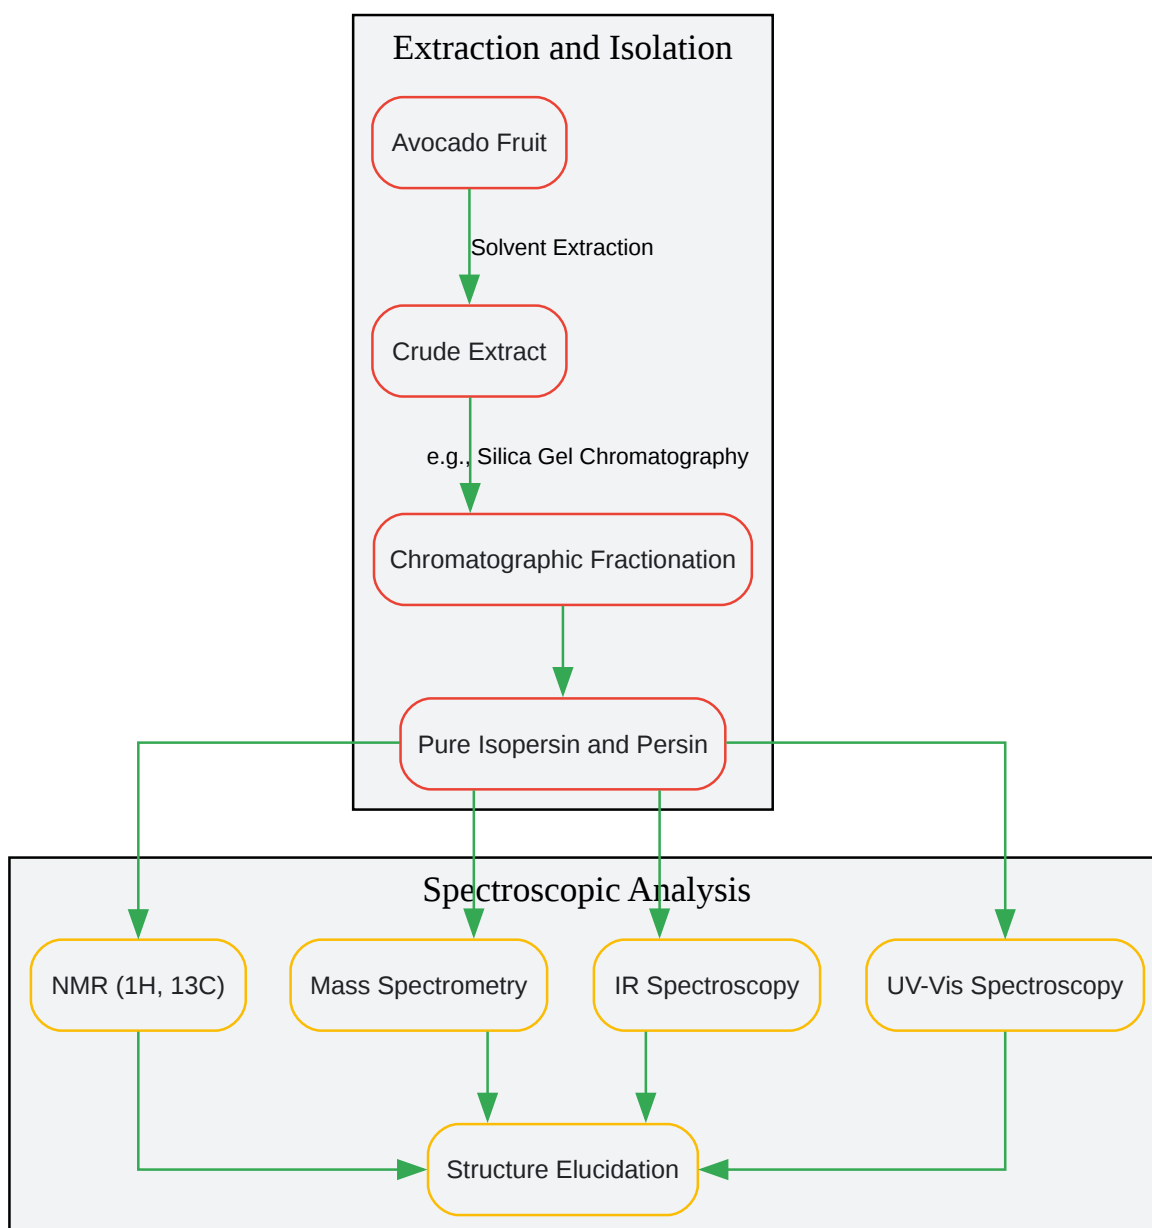 Extraction and Isolation
Avocado Fruit
Solvent Extraction
Crude Extract
e.g., Silica Gel Chromatography
Chromatographic Fractionation
Pure Isopersin and Persin
Spectroscopic Analysis
NMR (1H, 13C)
Mass Spectrometry
IR Spectroscopy
UV-Vis Spectroscopy
Structure Elucidation